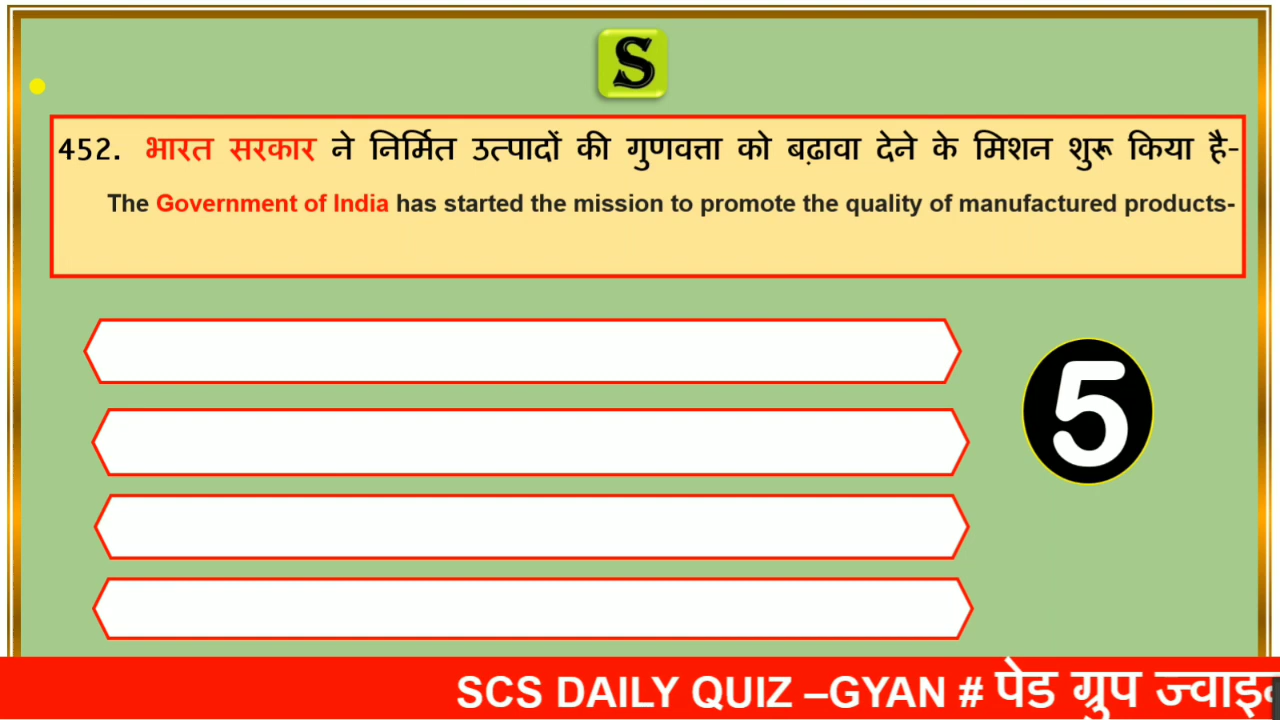 S
452. भारत सरकार ने निर्मित उत्पादों की गुणवत्ता को बढ़ावा देने के मिशन शुरू किया है-
The Government of India has started the mission to promote the quality of manufactured products-
5
SCS DAILY QUIZ –GYAN # पेड ग्रुप ज्वाइ